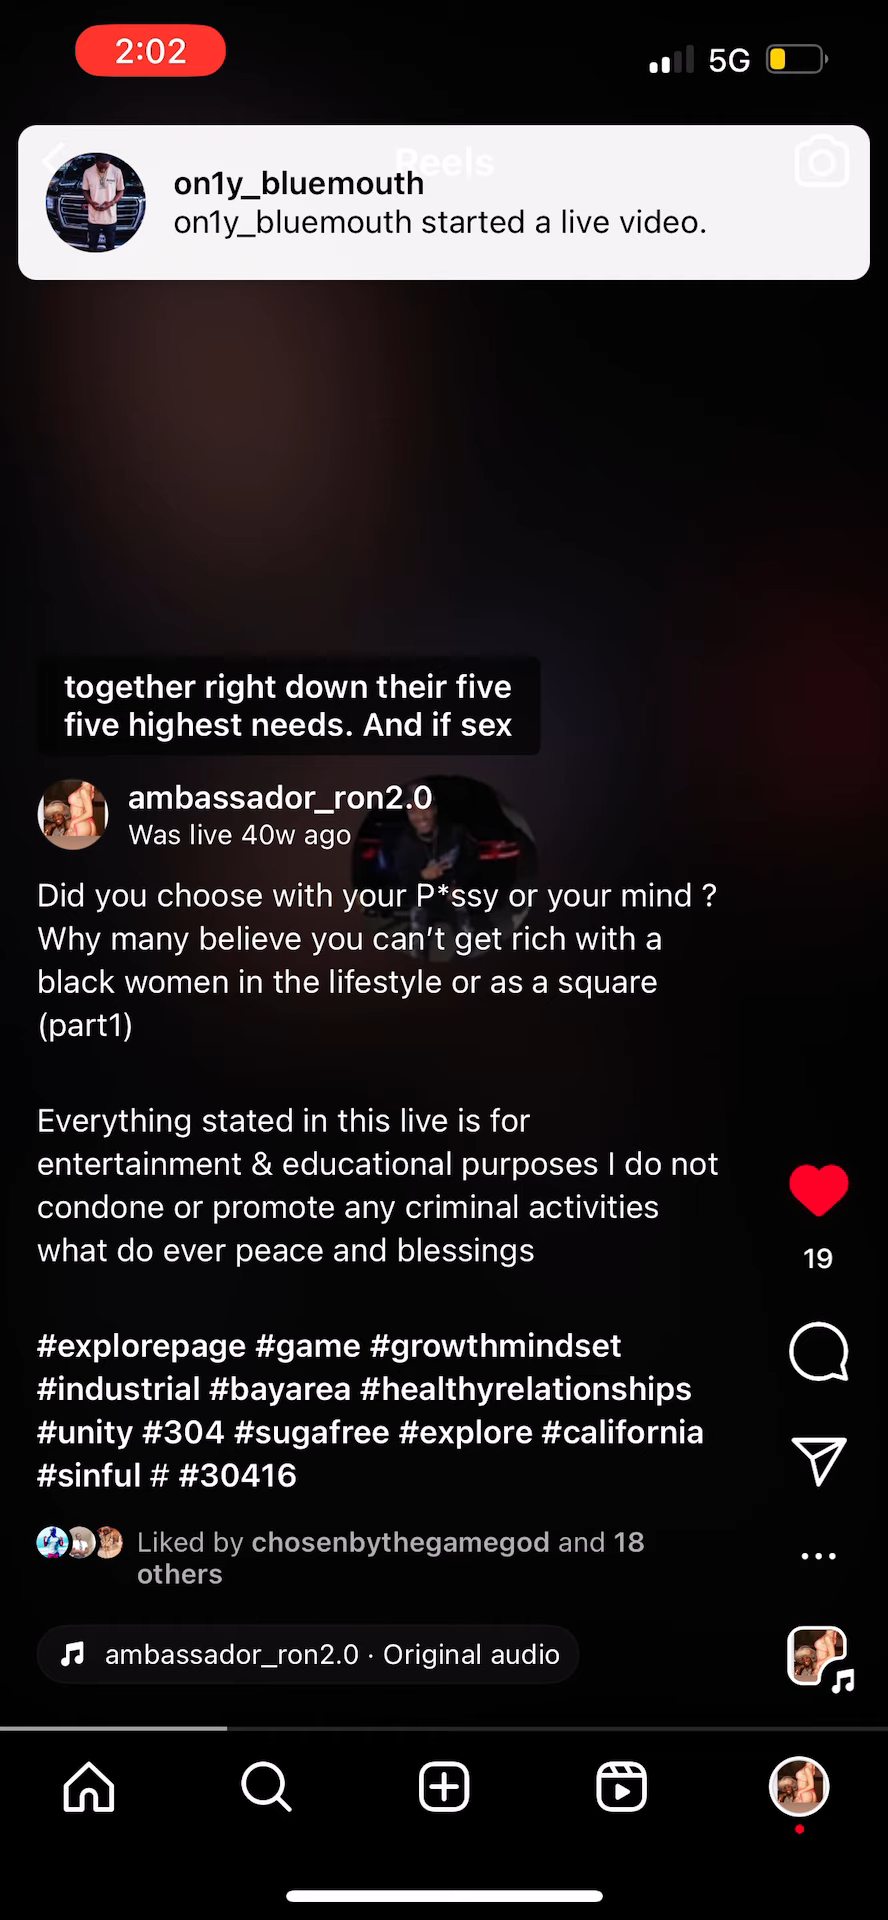 2:02
5G
Reels
on1y_bluemouth
on1y_bluemouth started a live video.
together right down their five
five highest needs. And if sex
ambassador_ron2.0
Was live 40w ago
Did you choose with your P*ssy or your mind ?
Why many believe you can’t get rich with a
black women in the lifestyle or as a square
(part1)
Everything stated in this live is for
entertainment & educational purposes I do not
condone or promote any criminal activities
what do ever peace and blessings
#explorepage #game #growthmindset
#industrial #bayarea #healthyrelationships
#unity #304 #sugafree #explore #california
#sinful # #30416
19
Liked by chosenbythegamegod and 18
others
ambassador_ron2.0 · Original audio